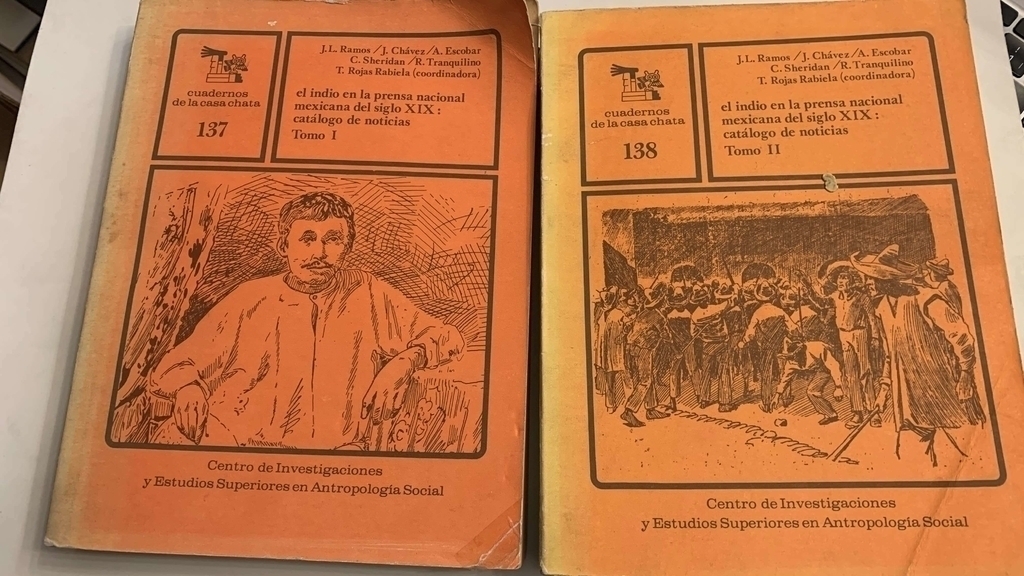 cuadernos
de la casa chata
137
J.L. Ramos / J. Chávez / A. Escobar
C. Sheridan / R. Tranquilino
T. Rojas Rabiela (coordinadora)
el indio en la prensa nacional
mexicana del siglo XIX:
catálogo de noticias
Tomo I
Centro de Investigaciones
y Estudios Superiores en Antropología Social
cuadernos
de la casa chata
138
J.L. Ramos / J. Chávez / A. Escobar
C. Sheridan / R. Tranquilino
T. Rojas Rabiela (coordinadora)
el indio en la prensa nacional
mexicana del siglo XIX:
catálogo de noticias
Tomo II
Centro de Investigaciones
y Estudios Superiores en Antropología Social